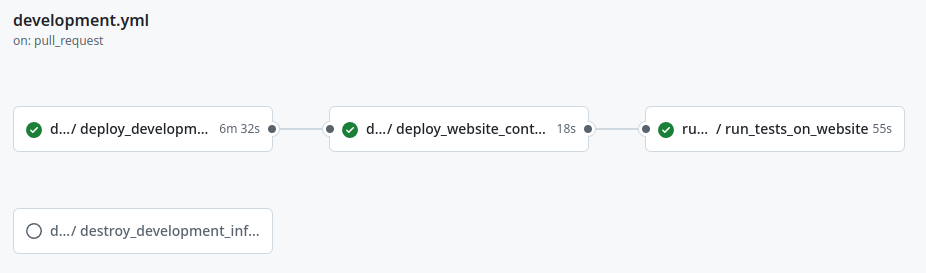 development.yml
on: pull_request
d.../ deploy_developm... 6m 32s
d.../ deploy_website_cont... 18s
ru... / run_tests_on_website 55s
d.../ destroy_development_inf...